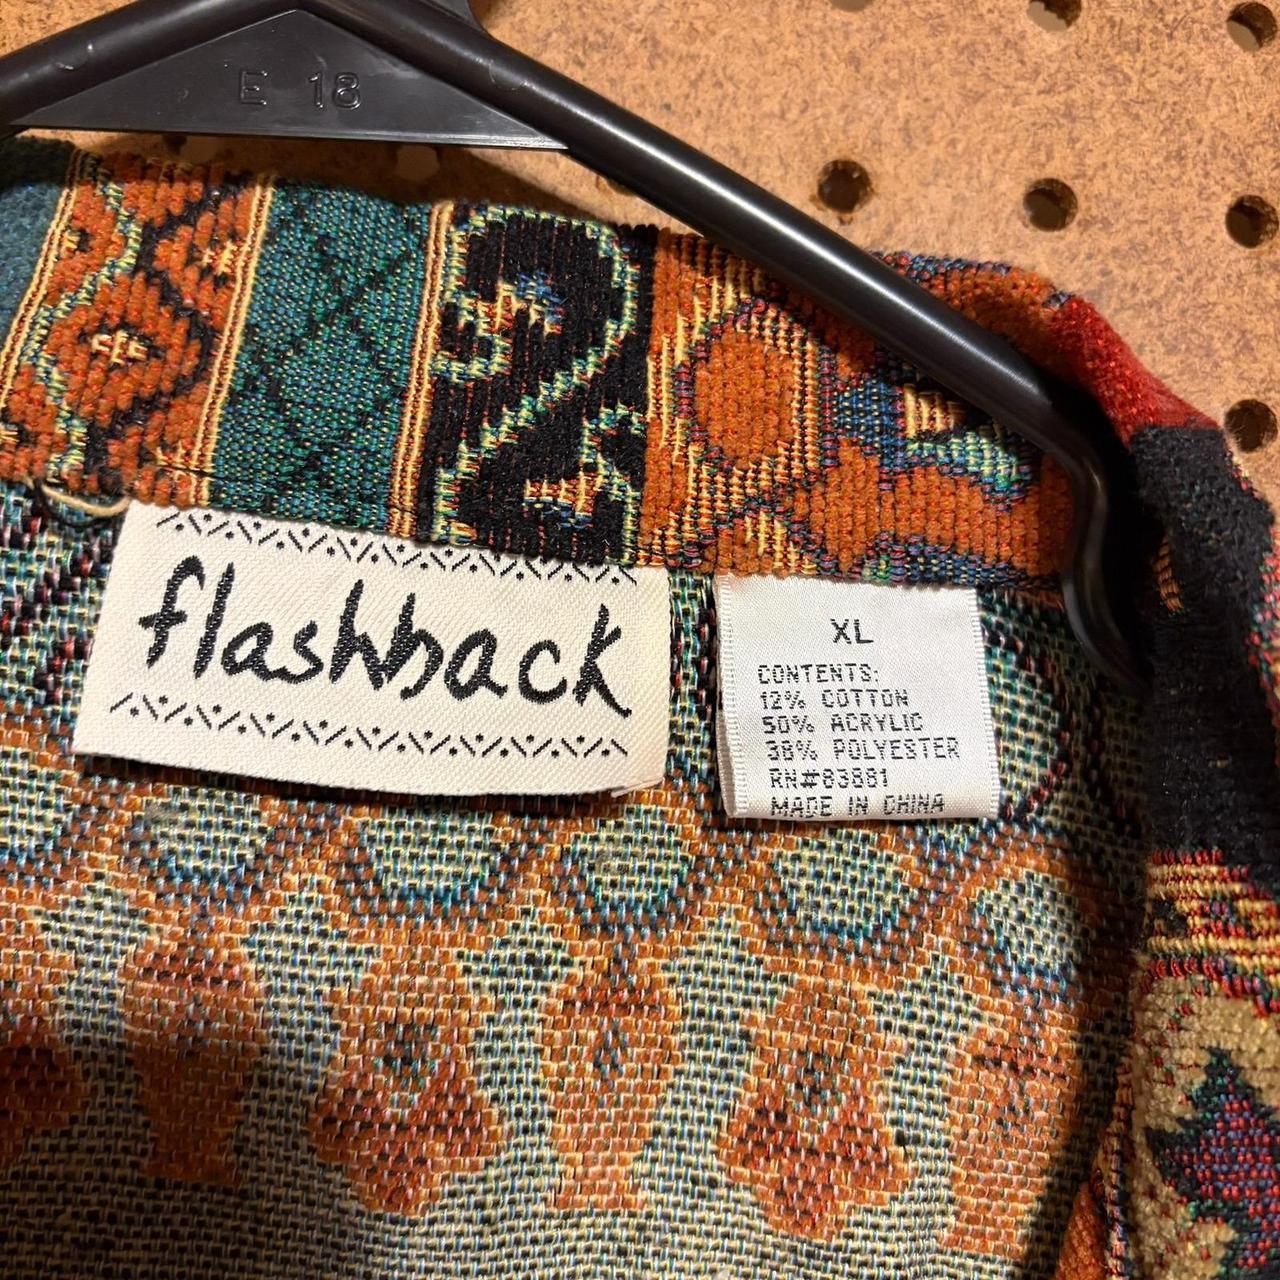 E 18
flashback
XL
CONTENTS:
12% COTTON
50% ACRYLIC
38% POLYESTER
RN#83881
MADE IN CHINA